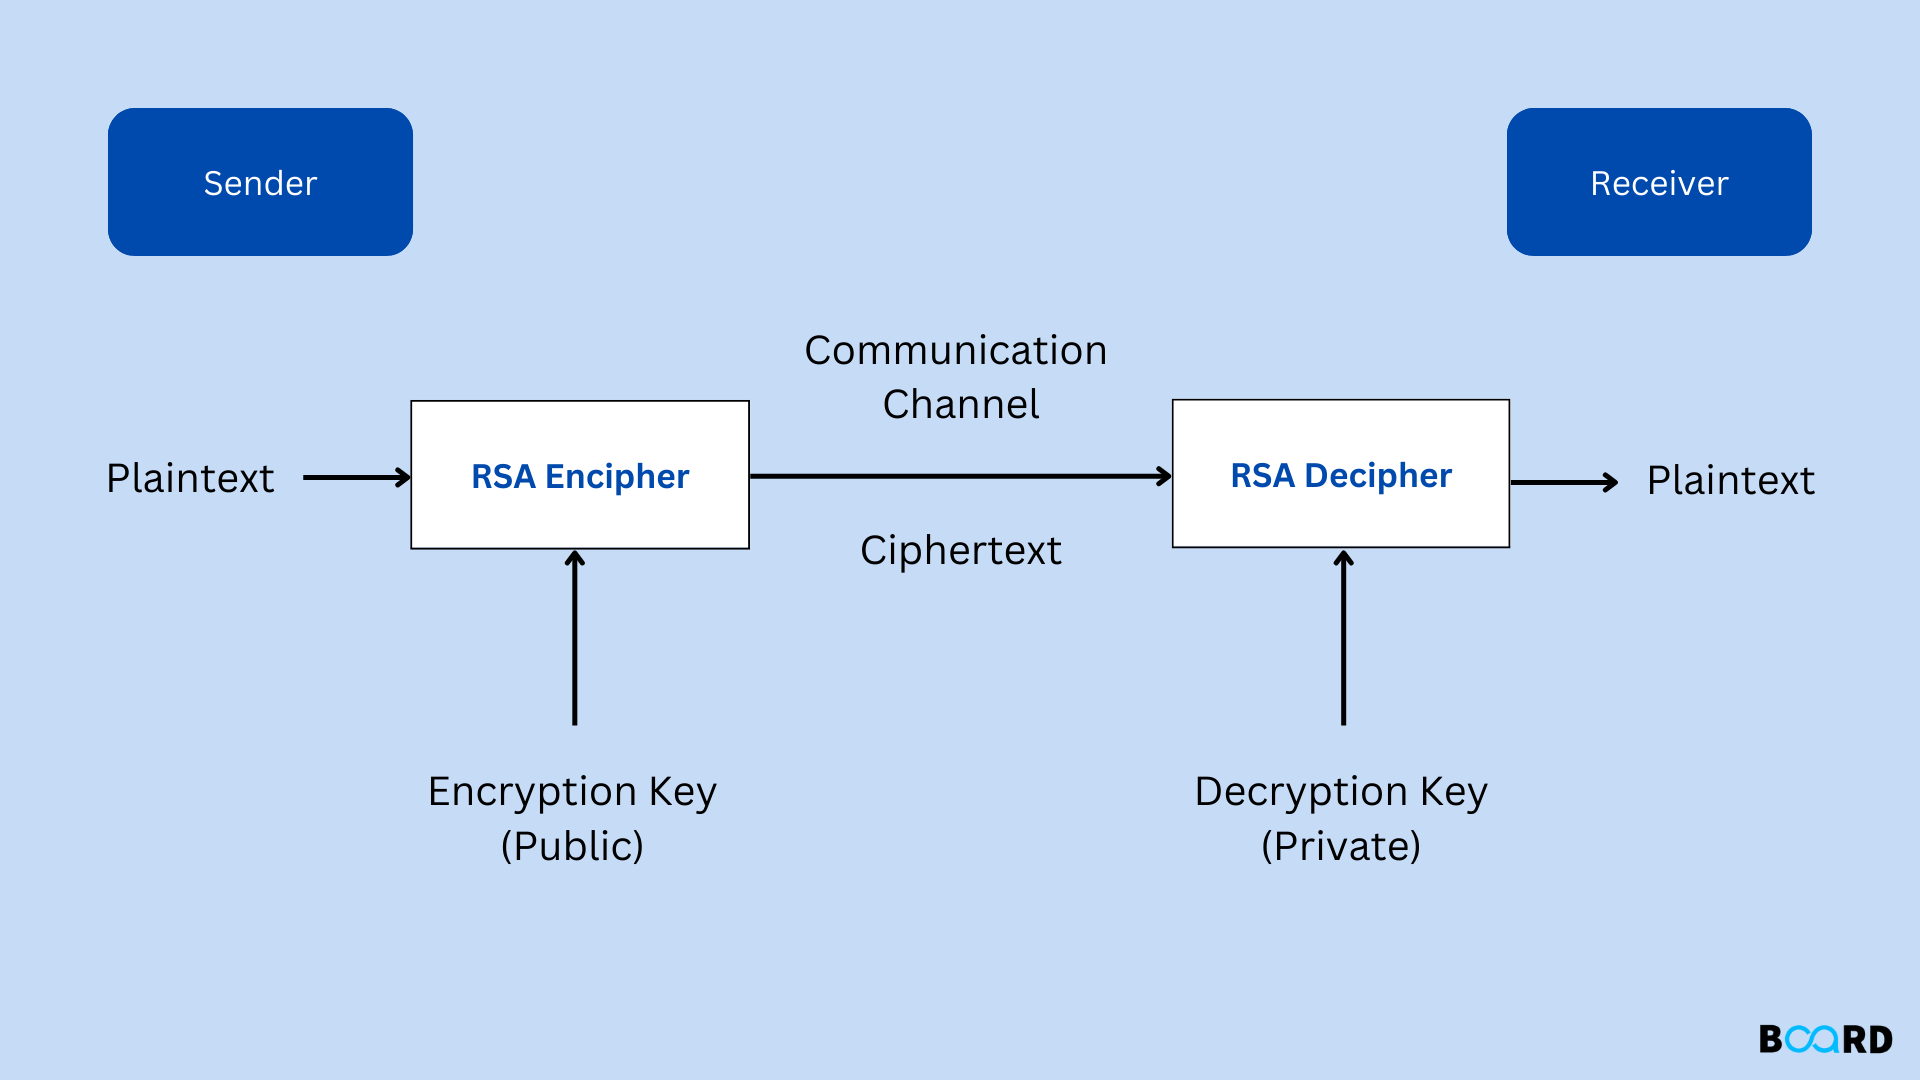 Sender
Receiver
Communication
Channel
Plaintext
RSA Encipher
RSA Decipher
Plaintext
Ciphertext
Encryption Key
(Public)
Decryption Key
(Private)
BOARD